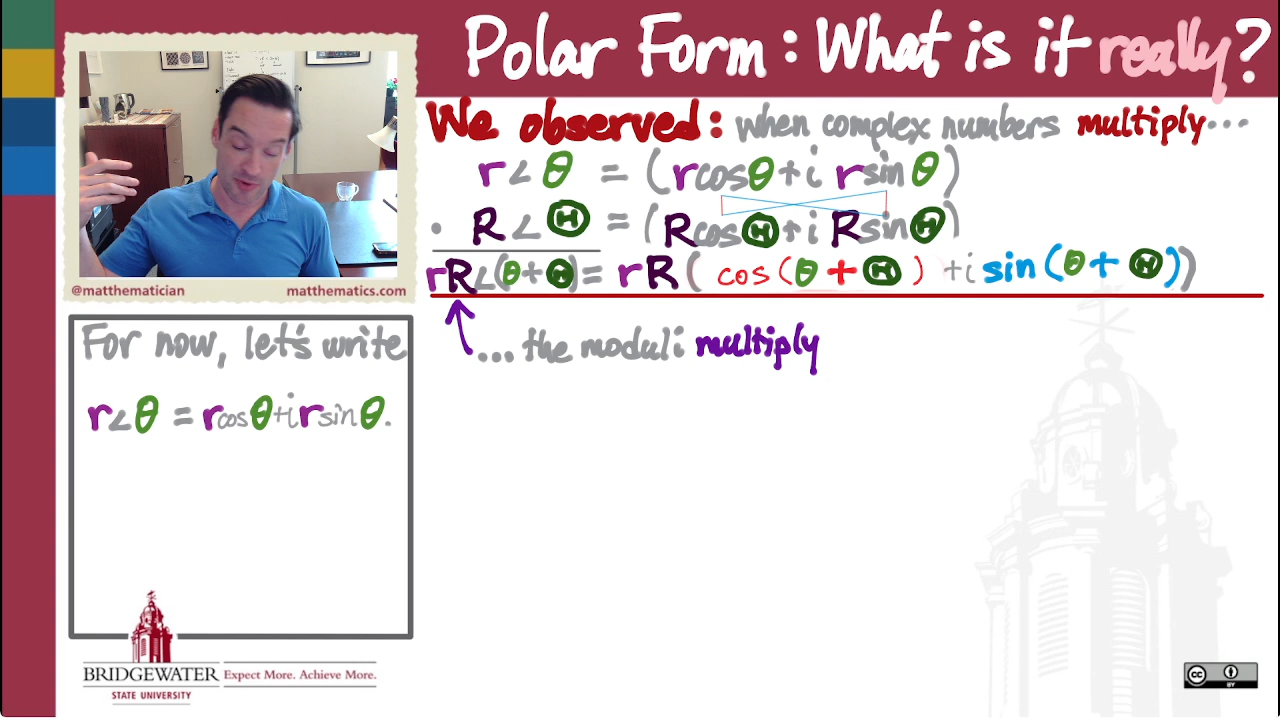 Polar Form: What is it really?
We observed: when complex numbers multiply...
r∠θ = (rcosθ+i rsinθ)
· R∠Θ = (RcosΘ+i RsinΘ)
rR∠(θ+Θ)= rR( cos(θ+Θ) +i sin(θ+Θ))
...the moduli multiply
@matthematician matthematics.com
For now, let's write
r∠θ = rcosθ+irsinθ.
BRIDGEWATER
STATE UNIVERSITY
Expect More. Achieve More.
cc
BY